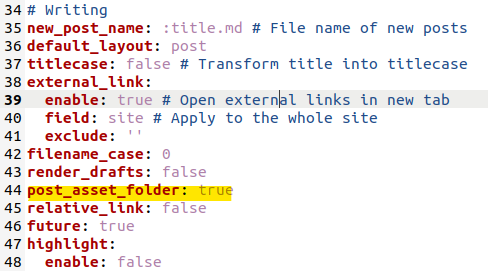 34 # Writing
35 new_post_name: :title.md # File name of new posts
36 default_layout: post
37 titlecase: false # Transform title into titlecase
38 external_link:
39   enable: true # Open external links in new tab
40   field: site # Apply to the whole site
41   exclude: ''
42 filename_case: 0
43 render_drafts: false
44 post_asset_folder: true
45 relative_link: false
46 future: true
47 highlight:
48   enable: false